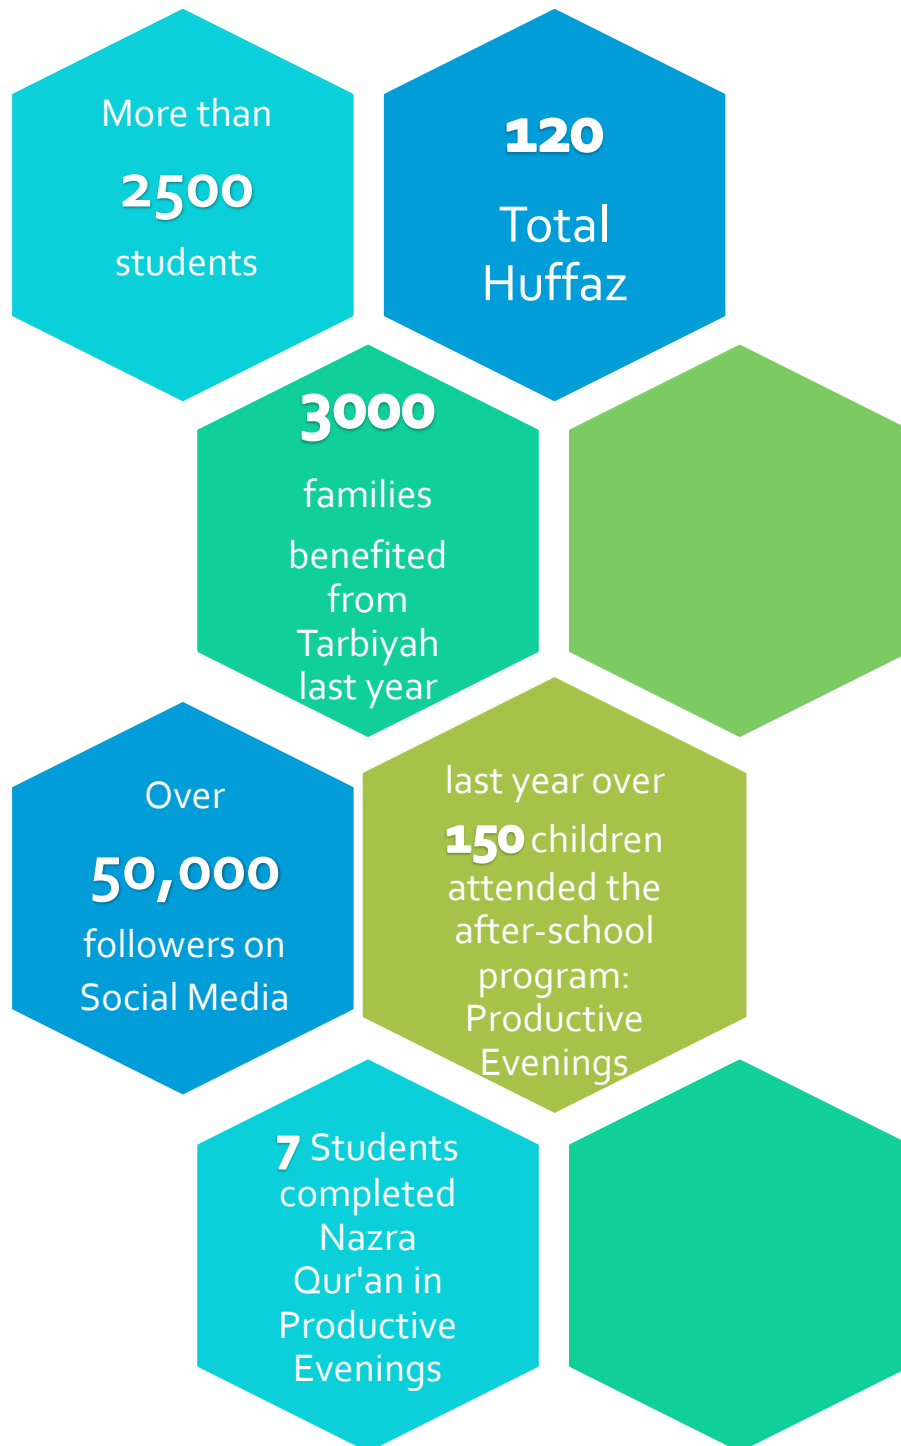 More than
2500
students
120
Total
Huffaz
3000
families
benefited
from
Tarbiyah
last year
Over
50,000
followers on
Social Media
last year over
150 children
attended the
after-school
program:
Productive
Evenings
7 Students
completed
Nazra
Qur'an in
Productive
Evenings